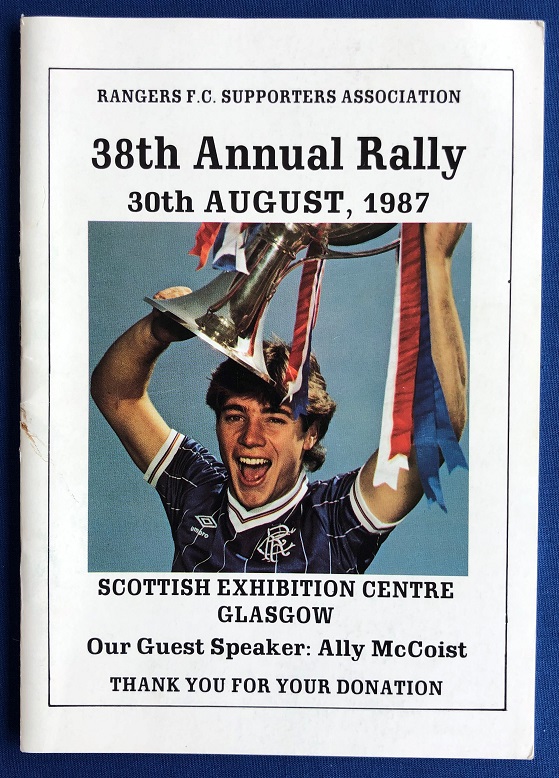 RANGERS F.C. SUPPORTERS ASSOCIATION
38th Annual Rally
30th AUGUST, 1987
umbro
SCOTTISH EXHIBITION CENTRE
GLASGOW
Our Guest Speaker: Ally McCoist
THANK YOU FOR YOUR DONATION